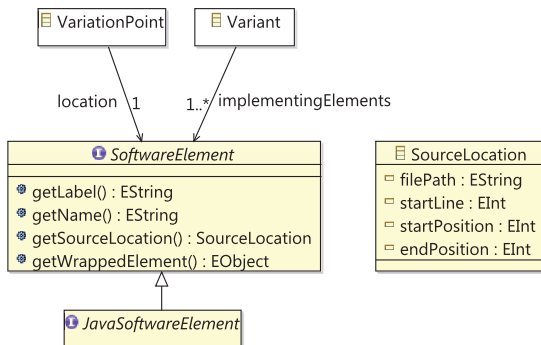 VariationPoint
Variant
location
1
1..*
implementingElements
SoftwareElement
getLabel() : EString
getName() : EString
getSourceLocation() : SourceLocation
getWrappedElement() : EObject
SourceLocation
filePath : EString
startLine : EInt
startPosition : EInt
endPosition : EInt
JavaSoftwareElement